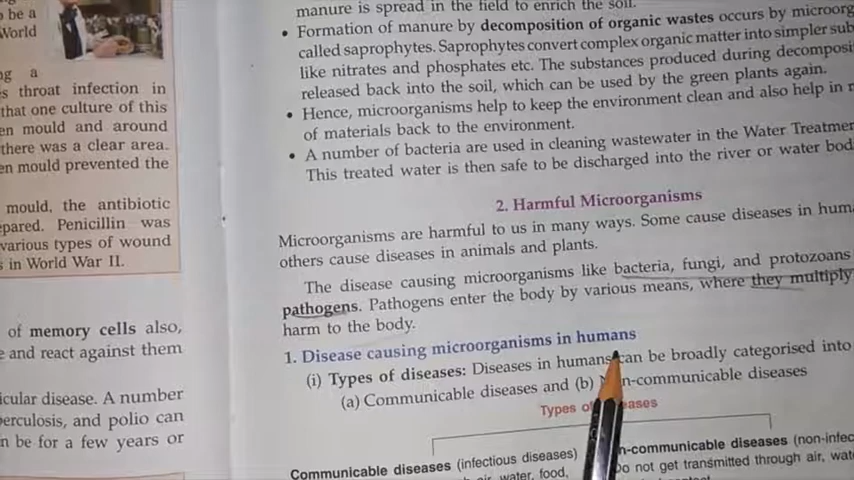 o be a
World
g a
s throat infection in
that one culture of this
en mould and around
there was a clear area.
en mould prevented the
mould, the antibiotic
epared. Penicillin was
various types of wound
s in World War II.
of memory cells also,
e and react against them
icular disease. A number
berculosis, and polio can
n be for a few years or
manure is spread in the field to enrich the soil.
• Formation of manure by decomposition of organic wastes occurs by microorg
called saprophytes. Saprophytes convert complex organic matter into simpler sub
like nitrates and phosphates etc. The substances produced during decomposi
released back into the soil, which can be used by the green plants again.
• Hence, microorganisms help to keep the environment clean and also help in r
of materials back to the environment.
• A number of bacteria are used in cleaning wastewater in the Water Treatmen
This treated water is then safe to be discharged into the river or water bod
2. Harmful Microorganisms
Microorganisms are harmful to us in many ways. Some cause diseases in huma
others cause diseases in animals and plants.
The disease causing microorganisms like bacteria, fungi, and protozoans
pathogens. Pathogens enter the body by various means, where they multiply
harm to the body.
1. Disease causing microorganisms in humans
(i) Types of diseases: Diseases in humans can be broadly categorised into
(a) Communicable diseases and (b) n-communicable diseases
Types o eases
Communicable diseases (infectious diseases)
n-communicable diseases (non-infec
air, water, food,
Do not get transmitted through air, wat